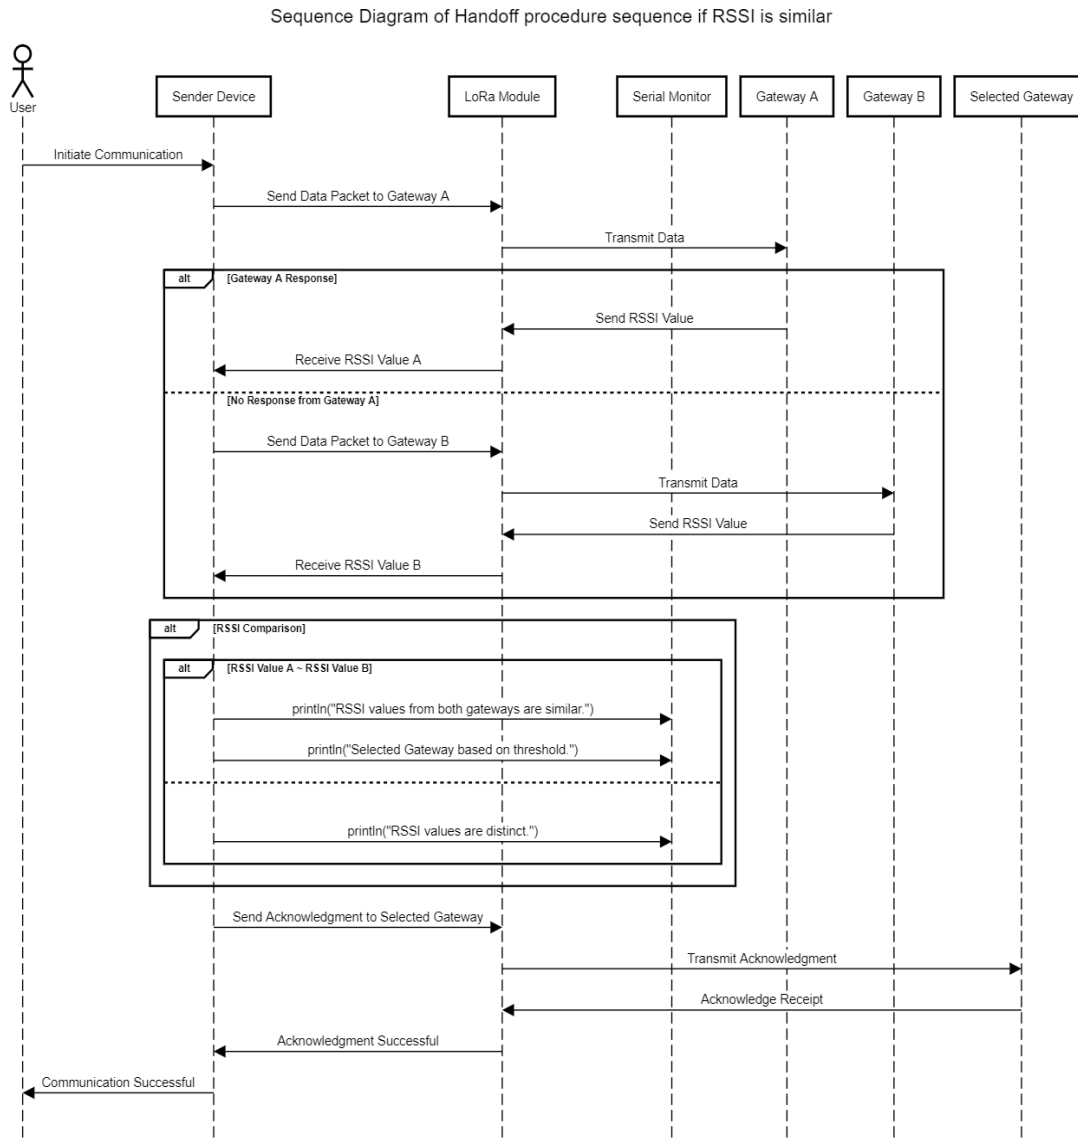 Sequence Diagram of Handoff procedure sequence if RSSI is similar
User
Sender Device
LoRa Module
Serial Monitor
Gateway A
Gateway B
Selected Gateway
Initiate Communication
Send Data Packet to Gateway A
Transmit Data
alt
[Gateway A Response]
Send RSSI Value
Receive RSSI Value A
[No Response from Gateway A]
Send Data Packet to Gateway B
Transmit Data
Send RSSI Value
Receive RSSI Value B
alt
[RSSI Comparison]
alt
[RSSI Value A ~ RSSI Value B]
println("RSSI values from both gateways are similar.")
println("Selected Gateway based on threshold.")
println("RSSI values are distinct.")
Send Acknowledgment to Selected Gateway
Transmit Acknowledgment
Acknowledge Receipt
Acknowledgment Successful
Communication Successful